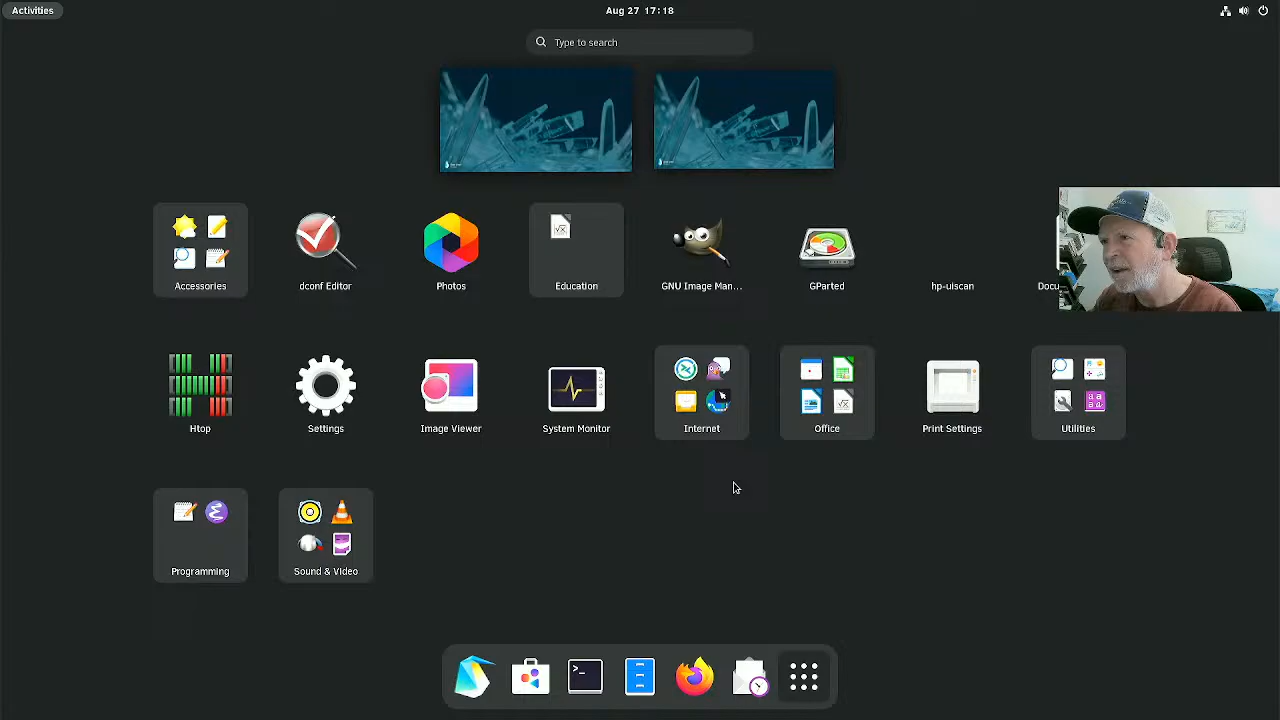 Activities
Aug 27 17:18
Type to search
Accessories
dconf Editor
Photos
Education
GNU Image Man...
GParted
hp-uiscan
Docu
Htop
Settings
Image Viewer
System Monitor
Internet
Office
Print Settings
Utilities
Programming
Sound & Video